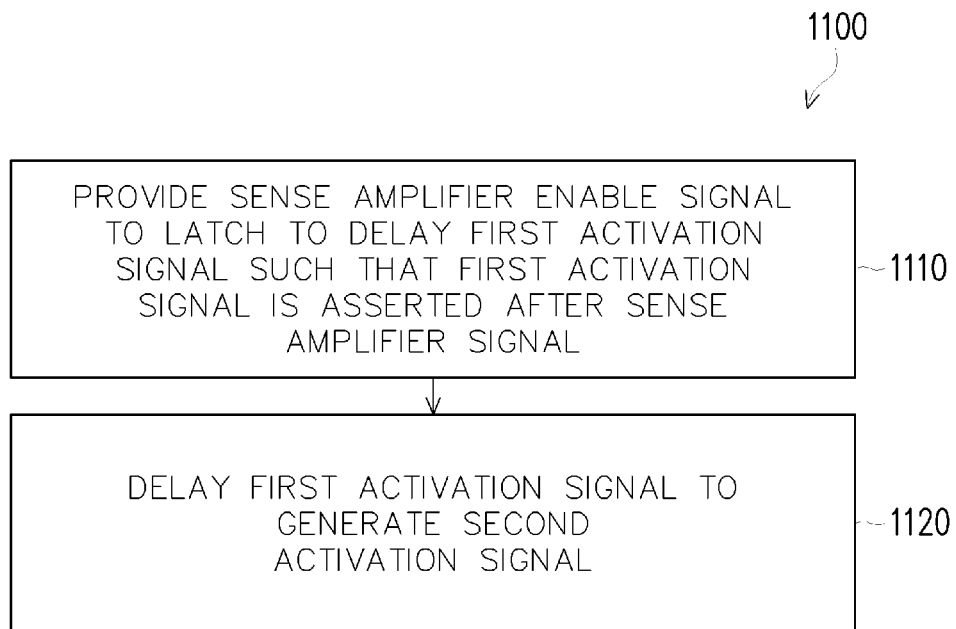 1100
PROVIDE SENSE AMPLIFIER ENABLE SIGNAL
TO LATCH TO DELAY FIRST ACTIVATION
SIGNAL SUCH THAT FIRST ACTIVATION
SIGNAL IS ASSERTED AFTER SENSE
AMPLIFIER SIGNAL
1110
DELAY FIRST ACTIVATION SIGNAL TO
GENERATE SECOND
ACTIVATION SIGNAL
1120